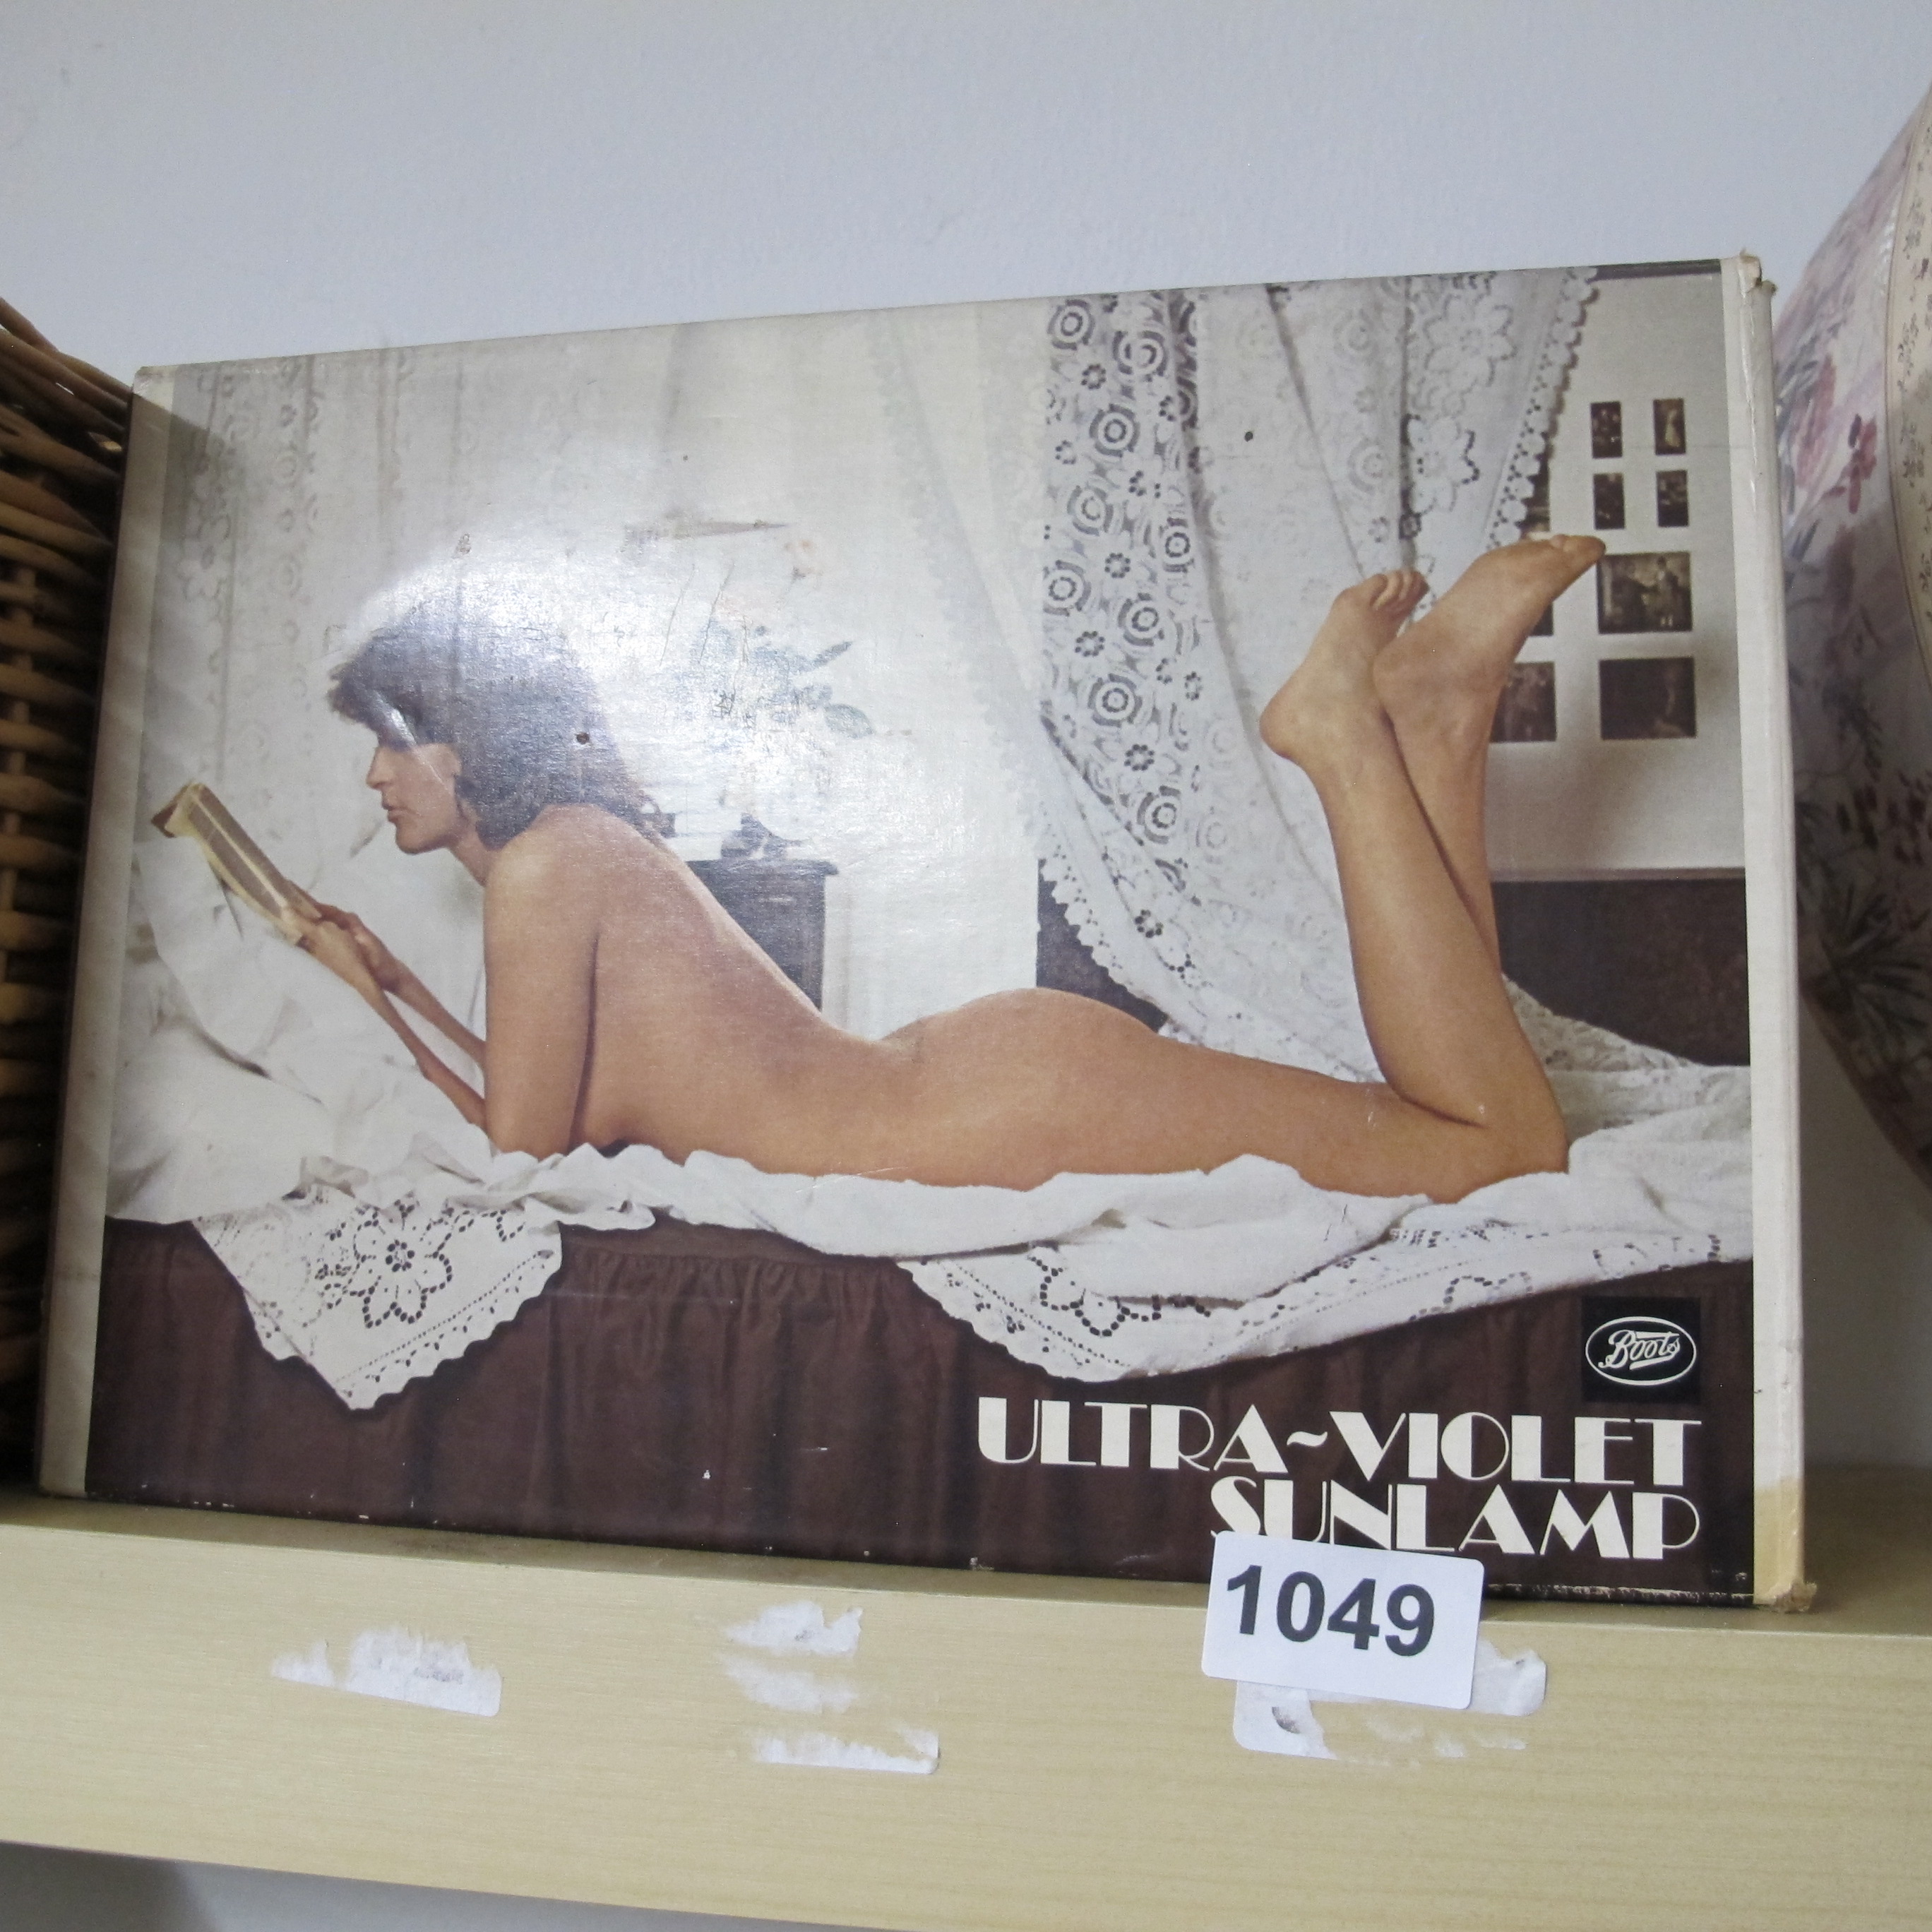 Boots
ULTRA~VIOLET
SUNLAMP
1049